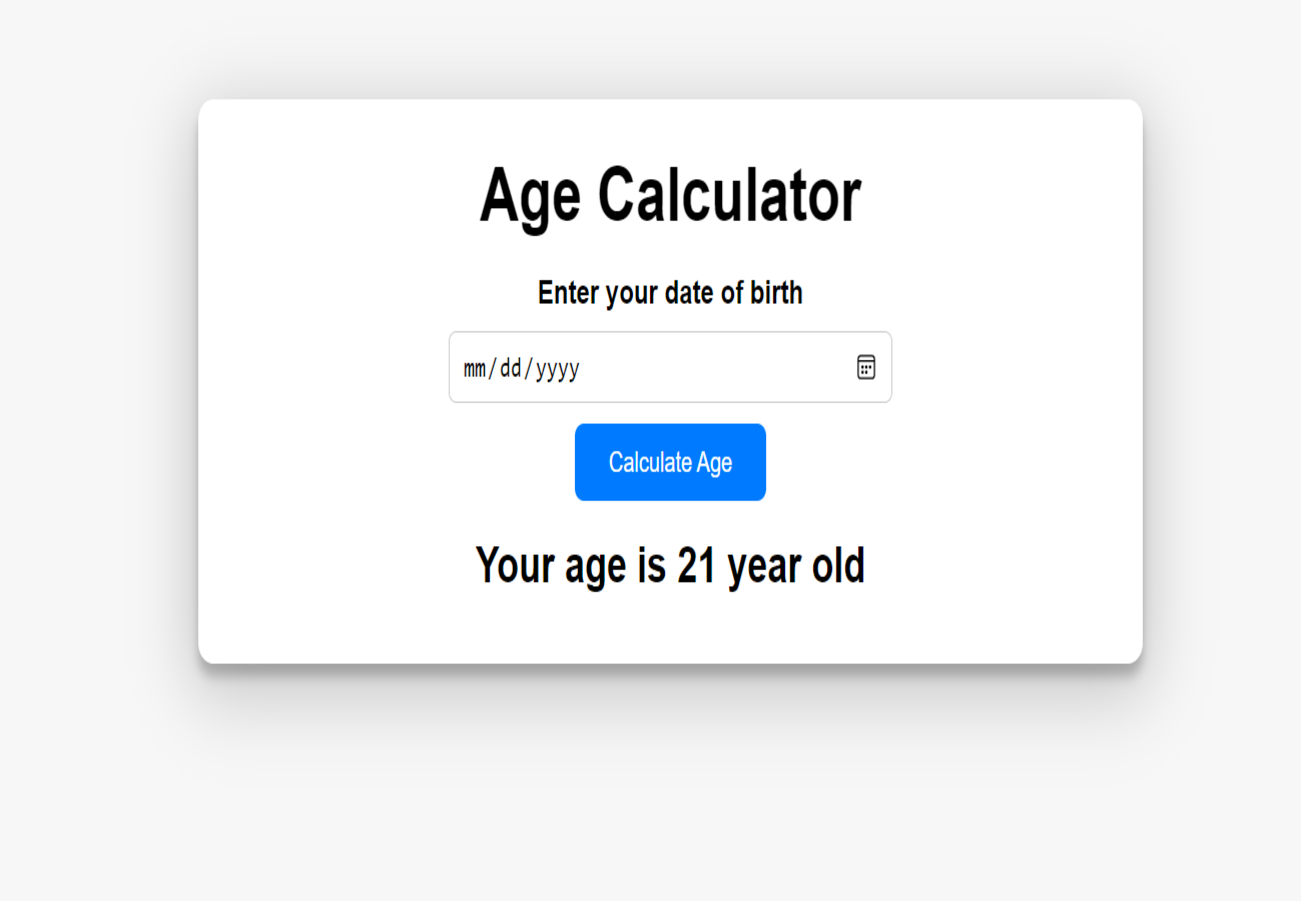 Age Calculator
Enter your date of birth
mm/dd/yyyy
Calculate Age
Your age is 21 year old